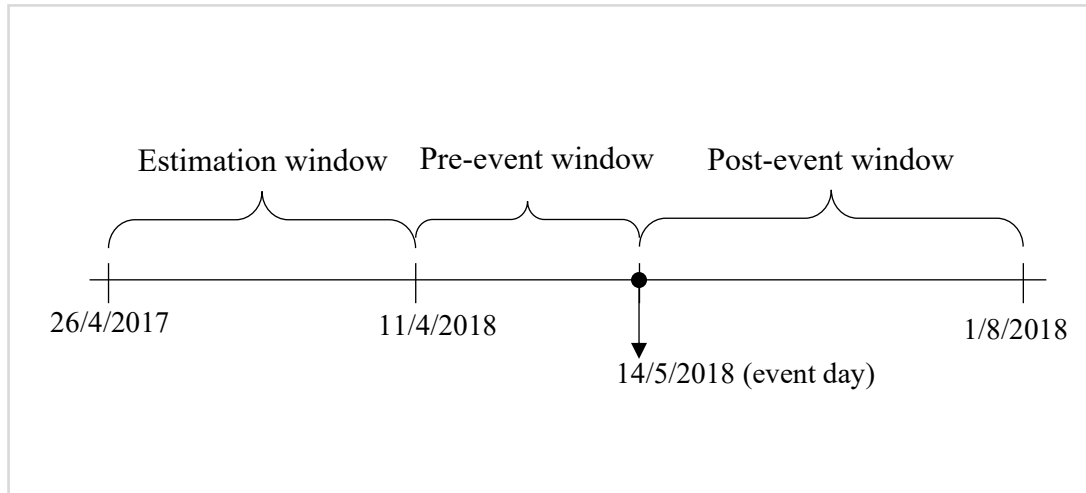 Estimation window
Pre-event window
Post-event window
26/4/2017
11/4/2018
1/8/2018
14/5/2018 (event day)